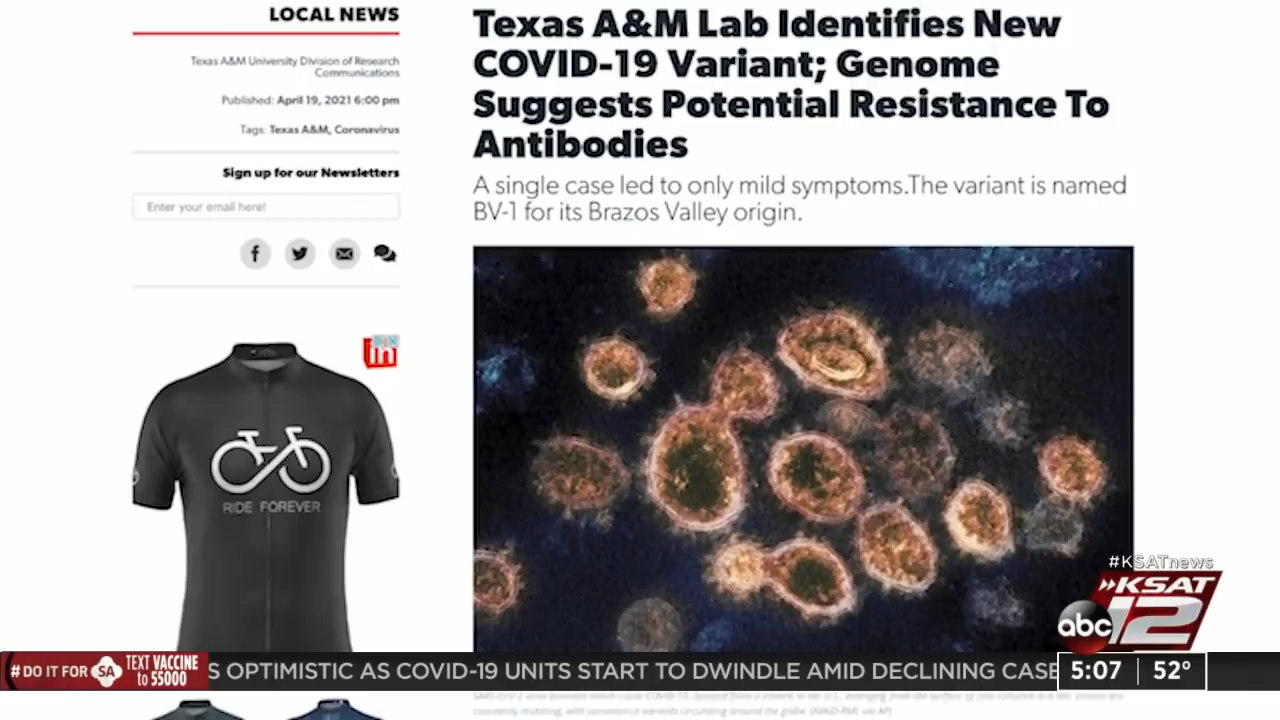 LOCAL NEWS
Texas A&M University Division of Research
Communications
Published: April 19, 2021 6:00 pm
Tags: Texas A&M, Coronavirus
Sign up for our Newsletters
Enter your email here!
RIDE FOREVER
Texas A&M Lab Identifies New
COVID-19 Variant; Genome
Suggests Potential Resistance To
Antibodies
A single case led to only mild symptoms.The variant is named
BV-1 for its Brazos Valley origin.
#KSATnews
KSAT
abc 12
#DO IT FOR SA TEXT VACCINE
to 55000
S OPTIMISTIC AS COVID-19 UNITS START TO DWINDLE AMID DECLINING CASE
5:07 52°